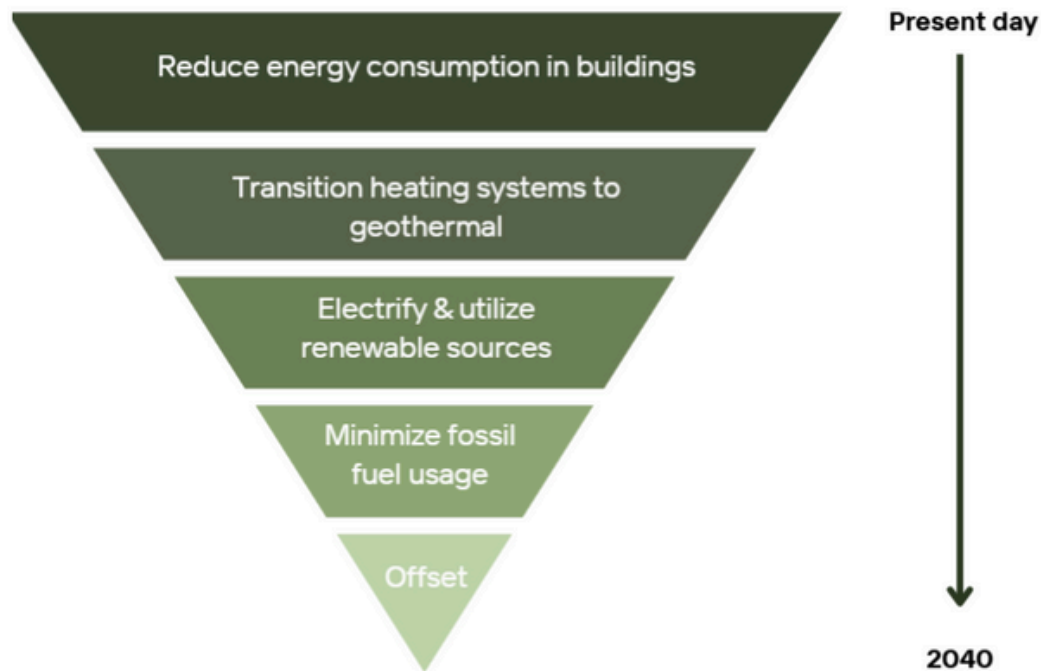 Present day
Reduce energy consumption in buildings
Transition heating systems to
geothermal
Electrify & utilize
renewable sources
Minimize fossil
fuel usage
Offset
2040